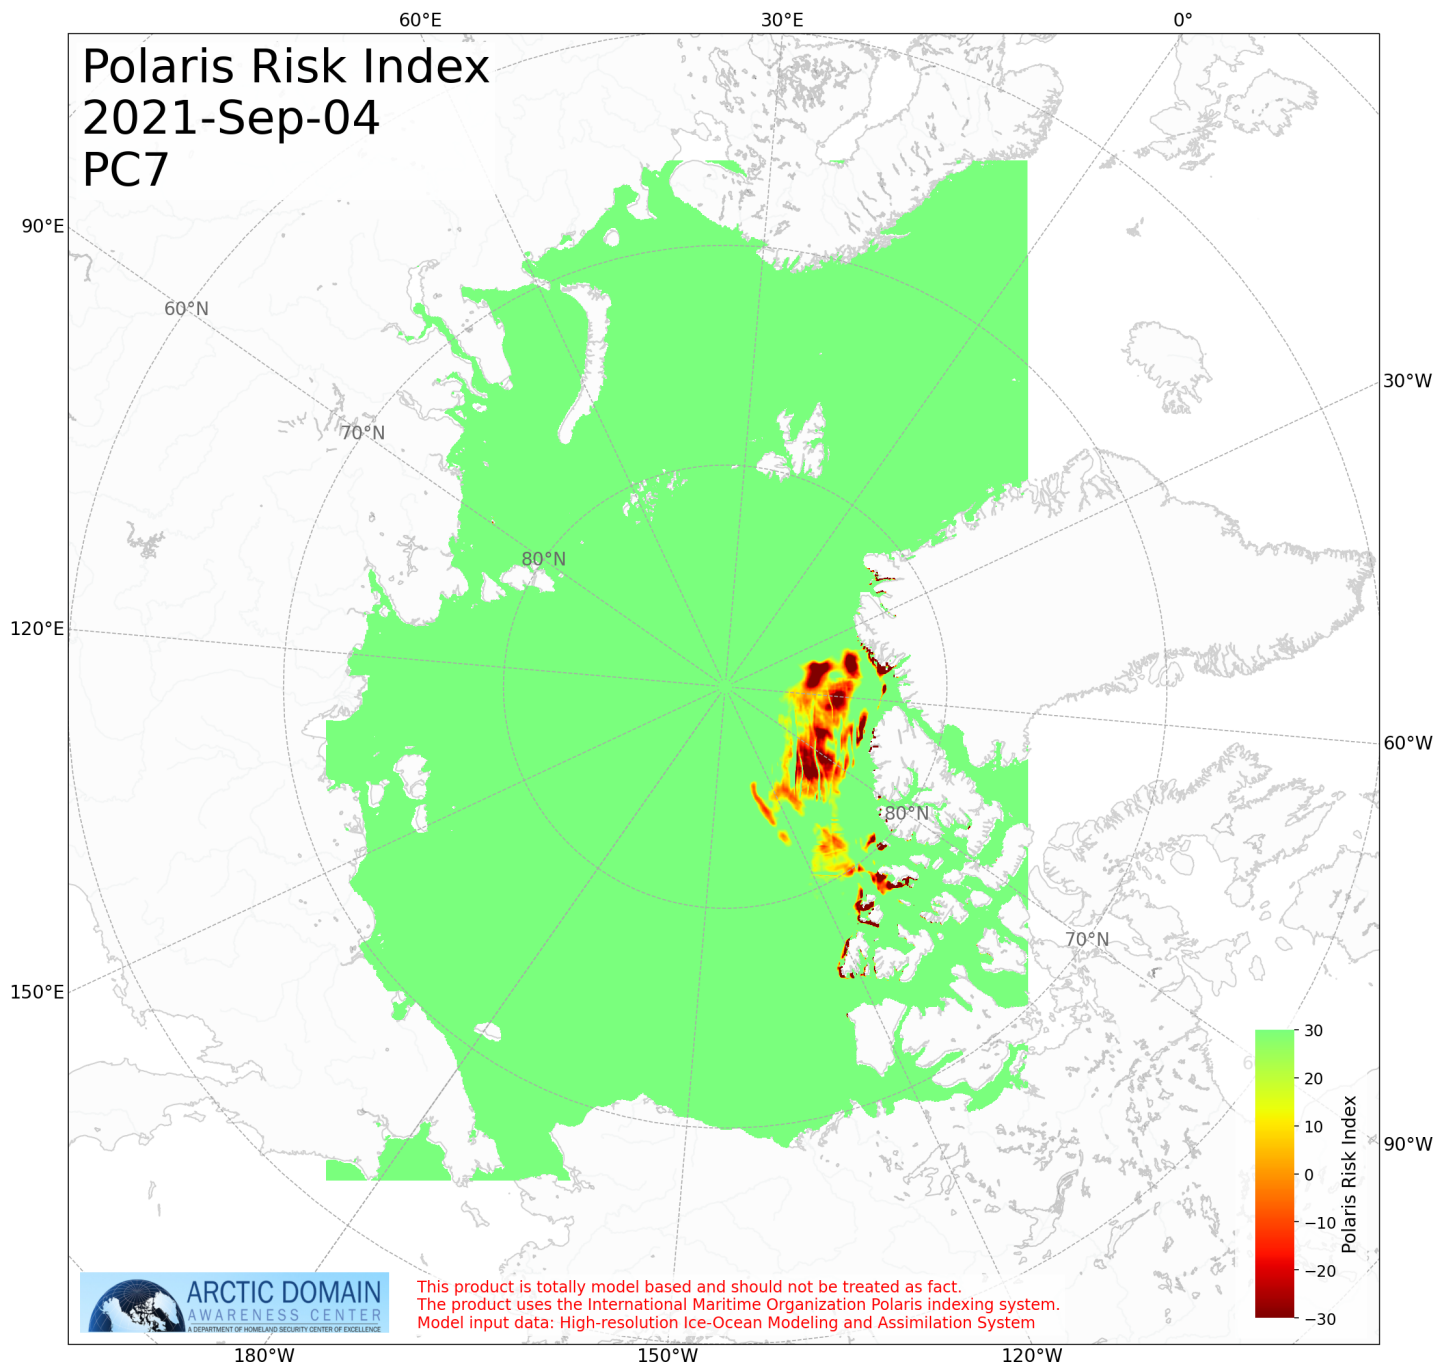 60°E 30°E 0°
Polaris Risk Index
2021-Sep-04
PC7
90°E
60°N
30°W
70°N
80°N
120°E
60°W
80°N
70°N
150°E
30
20
10
0
−10
−20
−30
Polaris Risk Index
90°W
ARCTIC DOMAIN
AWARENESS CENTER
A DEPARTMENT OF HOMELAND SECURITY CENTER OF EXCELLENCE
This product is totally model based and should not be treated as fact.
The product uses the International Maritime Organization Polaris indexing system.
Model input data: High-resolution Ice-Ocean Modeling and Assimilation System
180°W 150°W 120°W